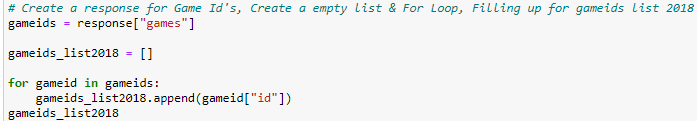 # Create a response for Game Id's, Create a empty list & For Loop, Filling up for gameids list 2018
gameids = response["games"]
gameids_list2018 = []
for gameid in gameids:
    gameids_list2018.append(gameid["id"])
gameids_list2018